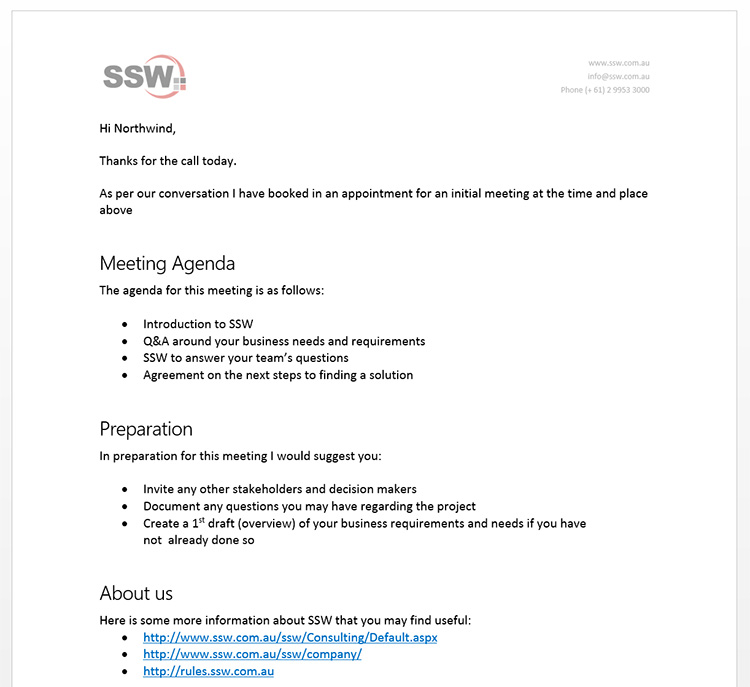 SSW
www.ssw.com.au
info@ssw.com.au
Phone (+ 61) 2 9953 3000
Hi Northwind,
Thanks for the call today.
As per our conversation I have booked in an appointment for an initial meeting at the time and place
above
Meeting Agenda
The agenda for this meeting is as follows:
• Introduction to SSW
• Q&A around your business needs and requirements
• SSW to answer your team’s questions
• Agreement on the next steps to finding a solution
Preparation
In preparation for this meeting I would suggest you:
• Invite any other stakeholders and decision makers
• Document any questions you may have regarding the project
• Create a 1st draft (overview) of your business requirements and needs if you have
not already done so
About us
Here is some more information about SSW that you may find useful:
• http://www.ssw.com.au/ssw/Consulting/Default.aspx
• http://www.ssw.com.au/ssw/company/
• http://rules.ssw.com.au